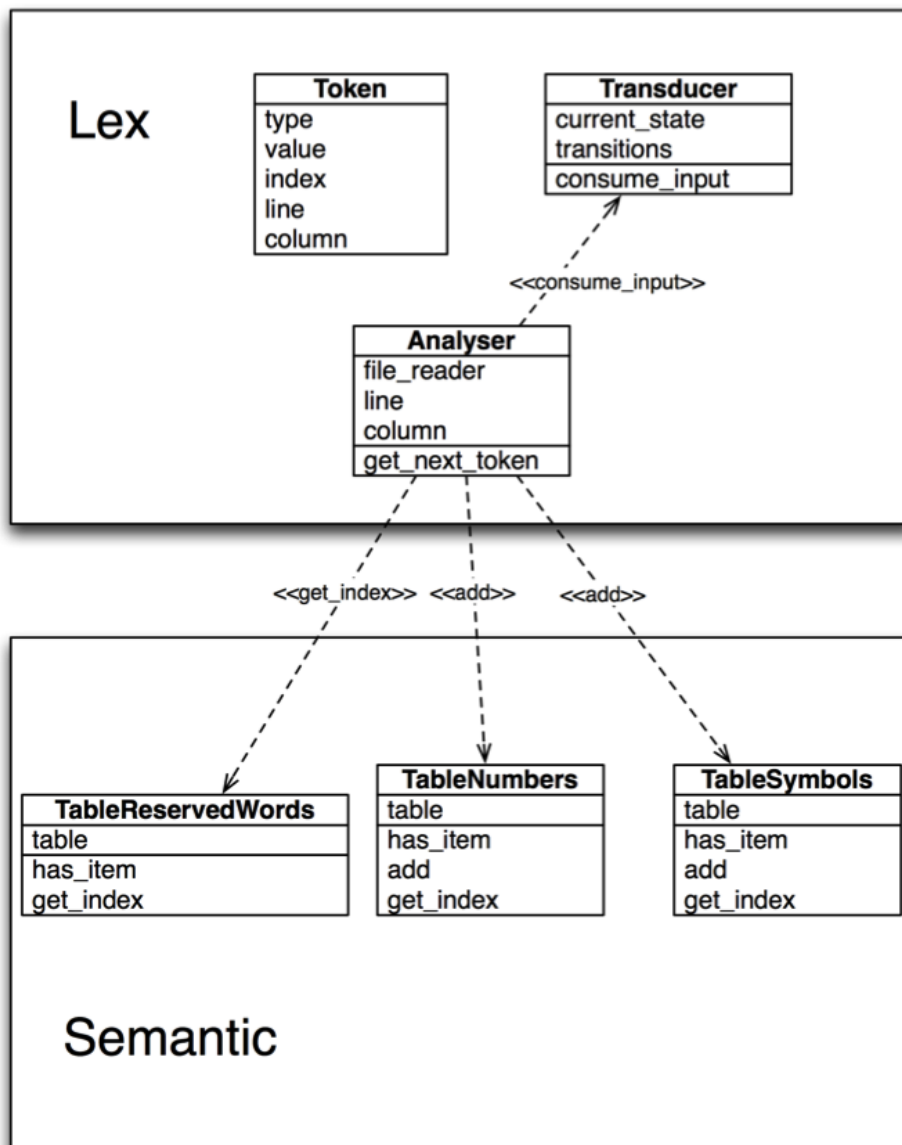 Lex
Token
type
value
index
line
column
Transducer
current_state
transitions
consume_input
<<consume_input>>
Analyser
file_reader
line
column
get_next_token
<<get_index>>
<<add>>
<<add>>
TableReservedWords
table
has_item
get_index
TableNumbers
table
has_item
add
get_index
TableSymbols
table
has_item
add
get_index
Semantic